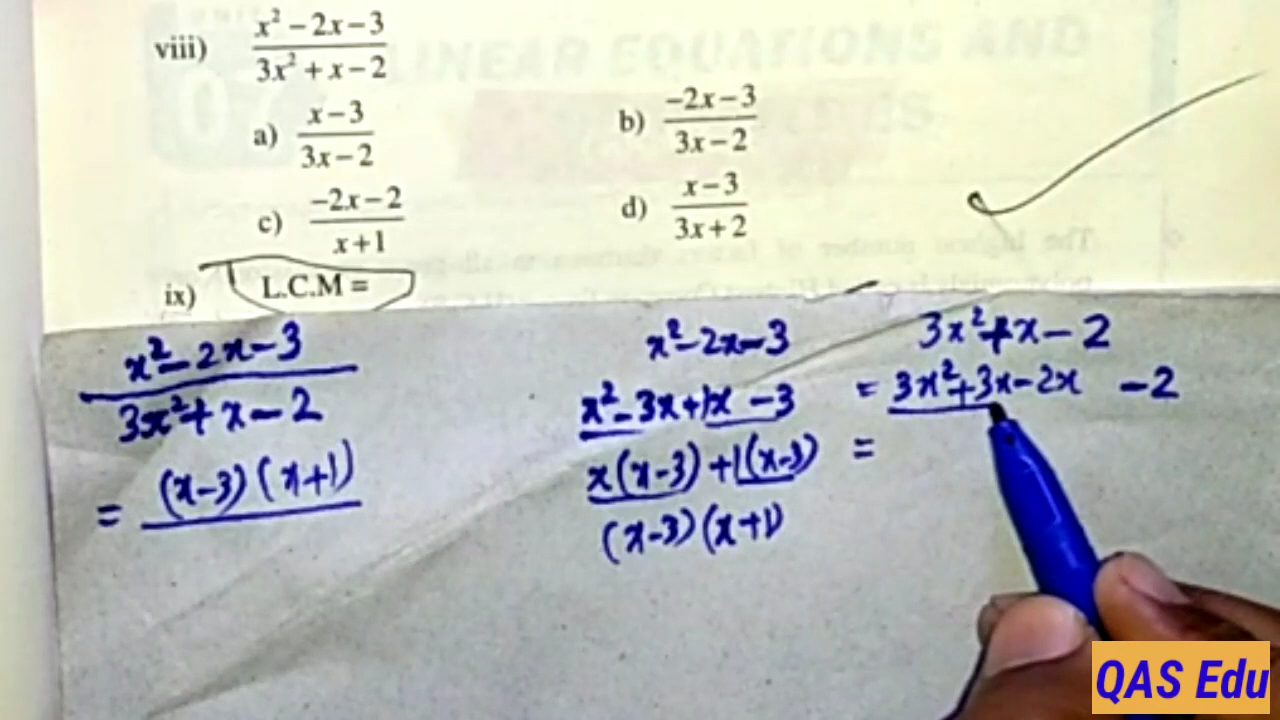 viii) x² − 2x − 3 / 3x² + x − 2
a) x − 3 / 3x − 2
b) −2x − 3 / 3x − 2
c) −2x − 2 / x + 1
d) x − 3 / 3x + 2
ix) L.C.M =
x² − 2x − 3 / 3x² + x − 2
= (x−3)(x+1)
x² − 2x − 3
x² − 3x + 1x − 3
x(x−3) + 1(x−3)
(x−3)(x+1)
3x² + x − 2
= 3x² + 3x − 2x − 2
=
QAS Edu